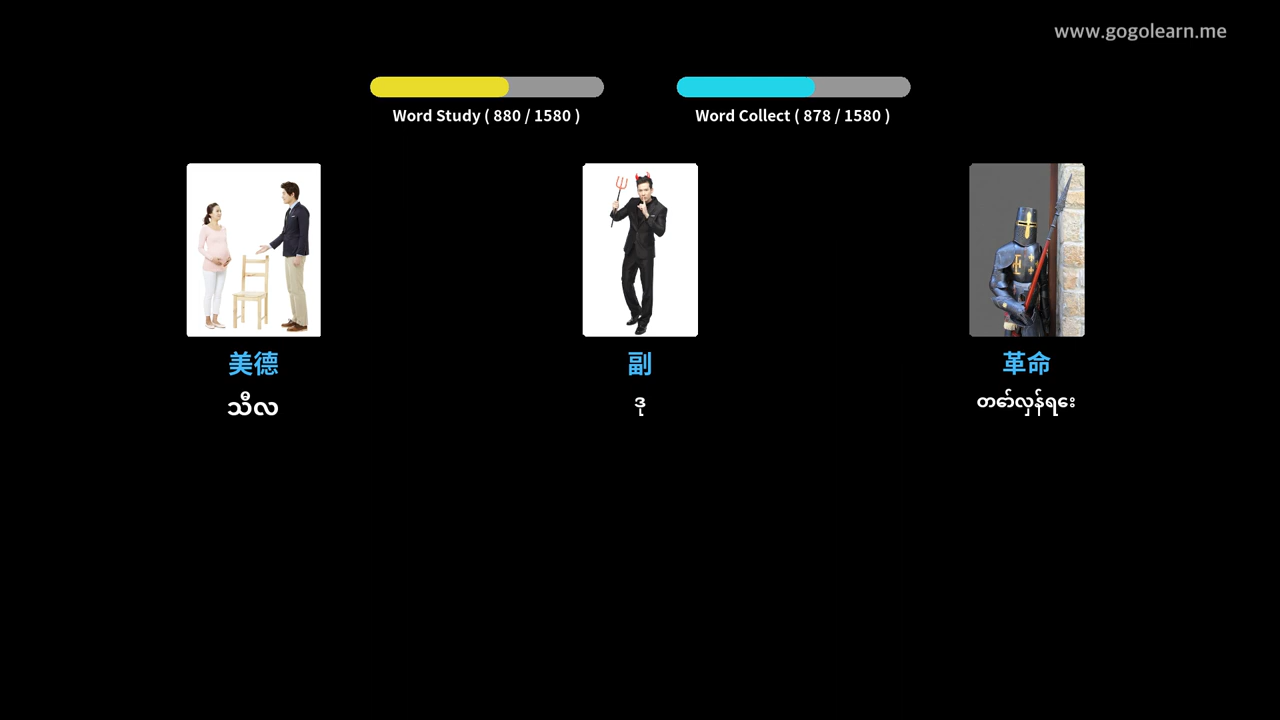 www.gogolearn.me
Word Study ( 880 / 1580 )
Word Collect ( 878 / 1580 )
美德
副
革命
သီလ
ဒု
တော်လှန်ရေး